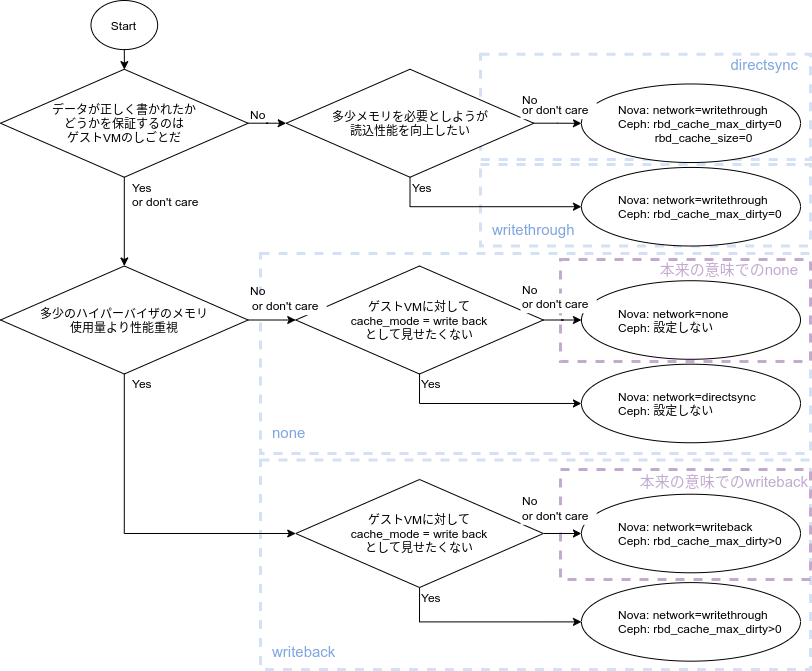 Start
directsync
データが正しく書かれたか
どうかを保証するのは
ゲストVMのしごとだ
No
多少メモリを必要としようが
読込性能を向上したい
No
or don't care
Nova: network=writethrough
Ceph: rbd_cache_max_dirty=0
rbd_cache_size=0
Yes
or don't care
Yes
Nova: network=writethrough
Ceph: rbd_cache_max_dirty=0
writethrough
本来の意味でのnone
多少のハイパーバイザのメモリ
使用量より性能重視
No
or don't care
ゲストVMに対して
cache_mode = write back
として見せたくない
No
or don't care
Nova: network=none
Ceph: 設定しない
Yes
Yes
Nova: network=directsync
Ceph: 設定しない
none
本来の意味でのwriteback
ゲストVMに対して
cache_mode = write back
として見せたくない
No
or don't care
Nova: network=writeback
Ceph: rbd_cache_max_dirty>0
Yes
Nova: network=writethrough
Ceph: rbd_cache_max_dirty>0
writeback